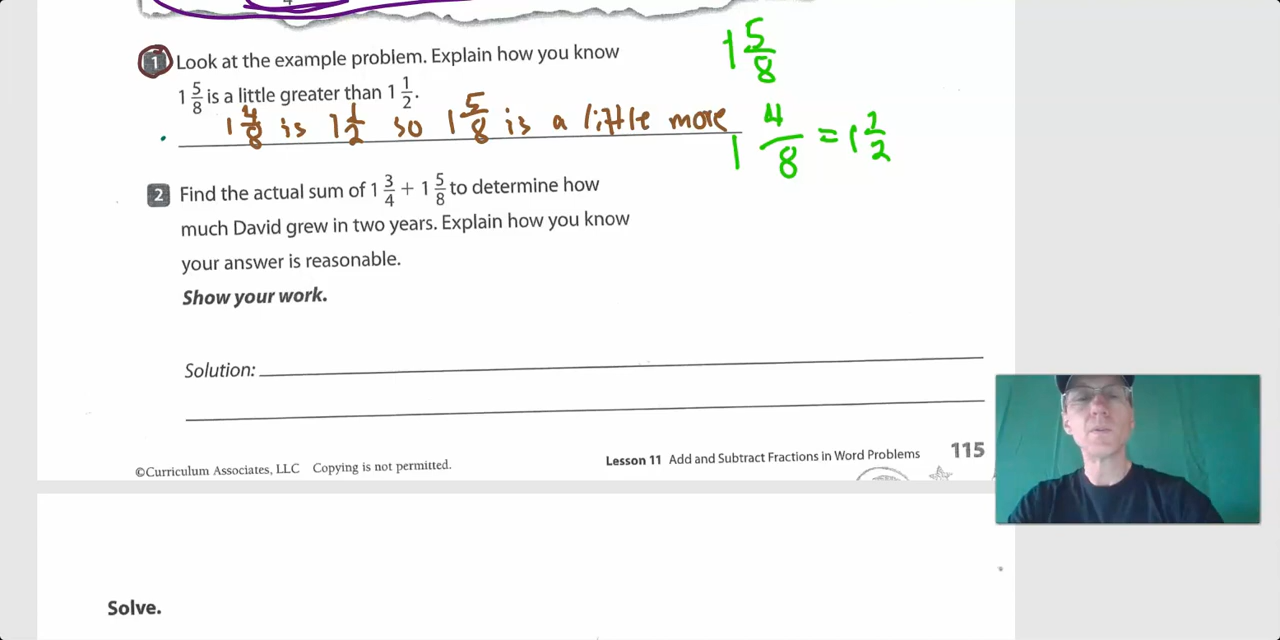 1 5/8
1 Look at the example problem. Explain how you know
1 5/8 is a little greater than 1 1/2.
1 4/8 is 1 1/2 so 1 5/8 is a little more
1 4/8 = 1 1/2
2 Find the actual sum of 1 3/4 + 1 5/8 to determine how
much David grew in two years. Explain how you know
your answer is reasonable.
Show your work.
Solution:
©Curriculum Associates, LLC Copying is not permitted.
Lesson 11 Add and Subtract Fractions in Word Problems 115
Solve.